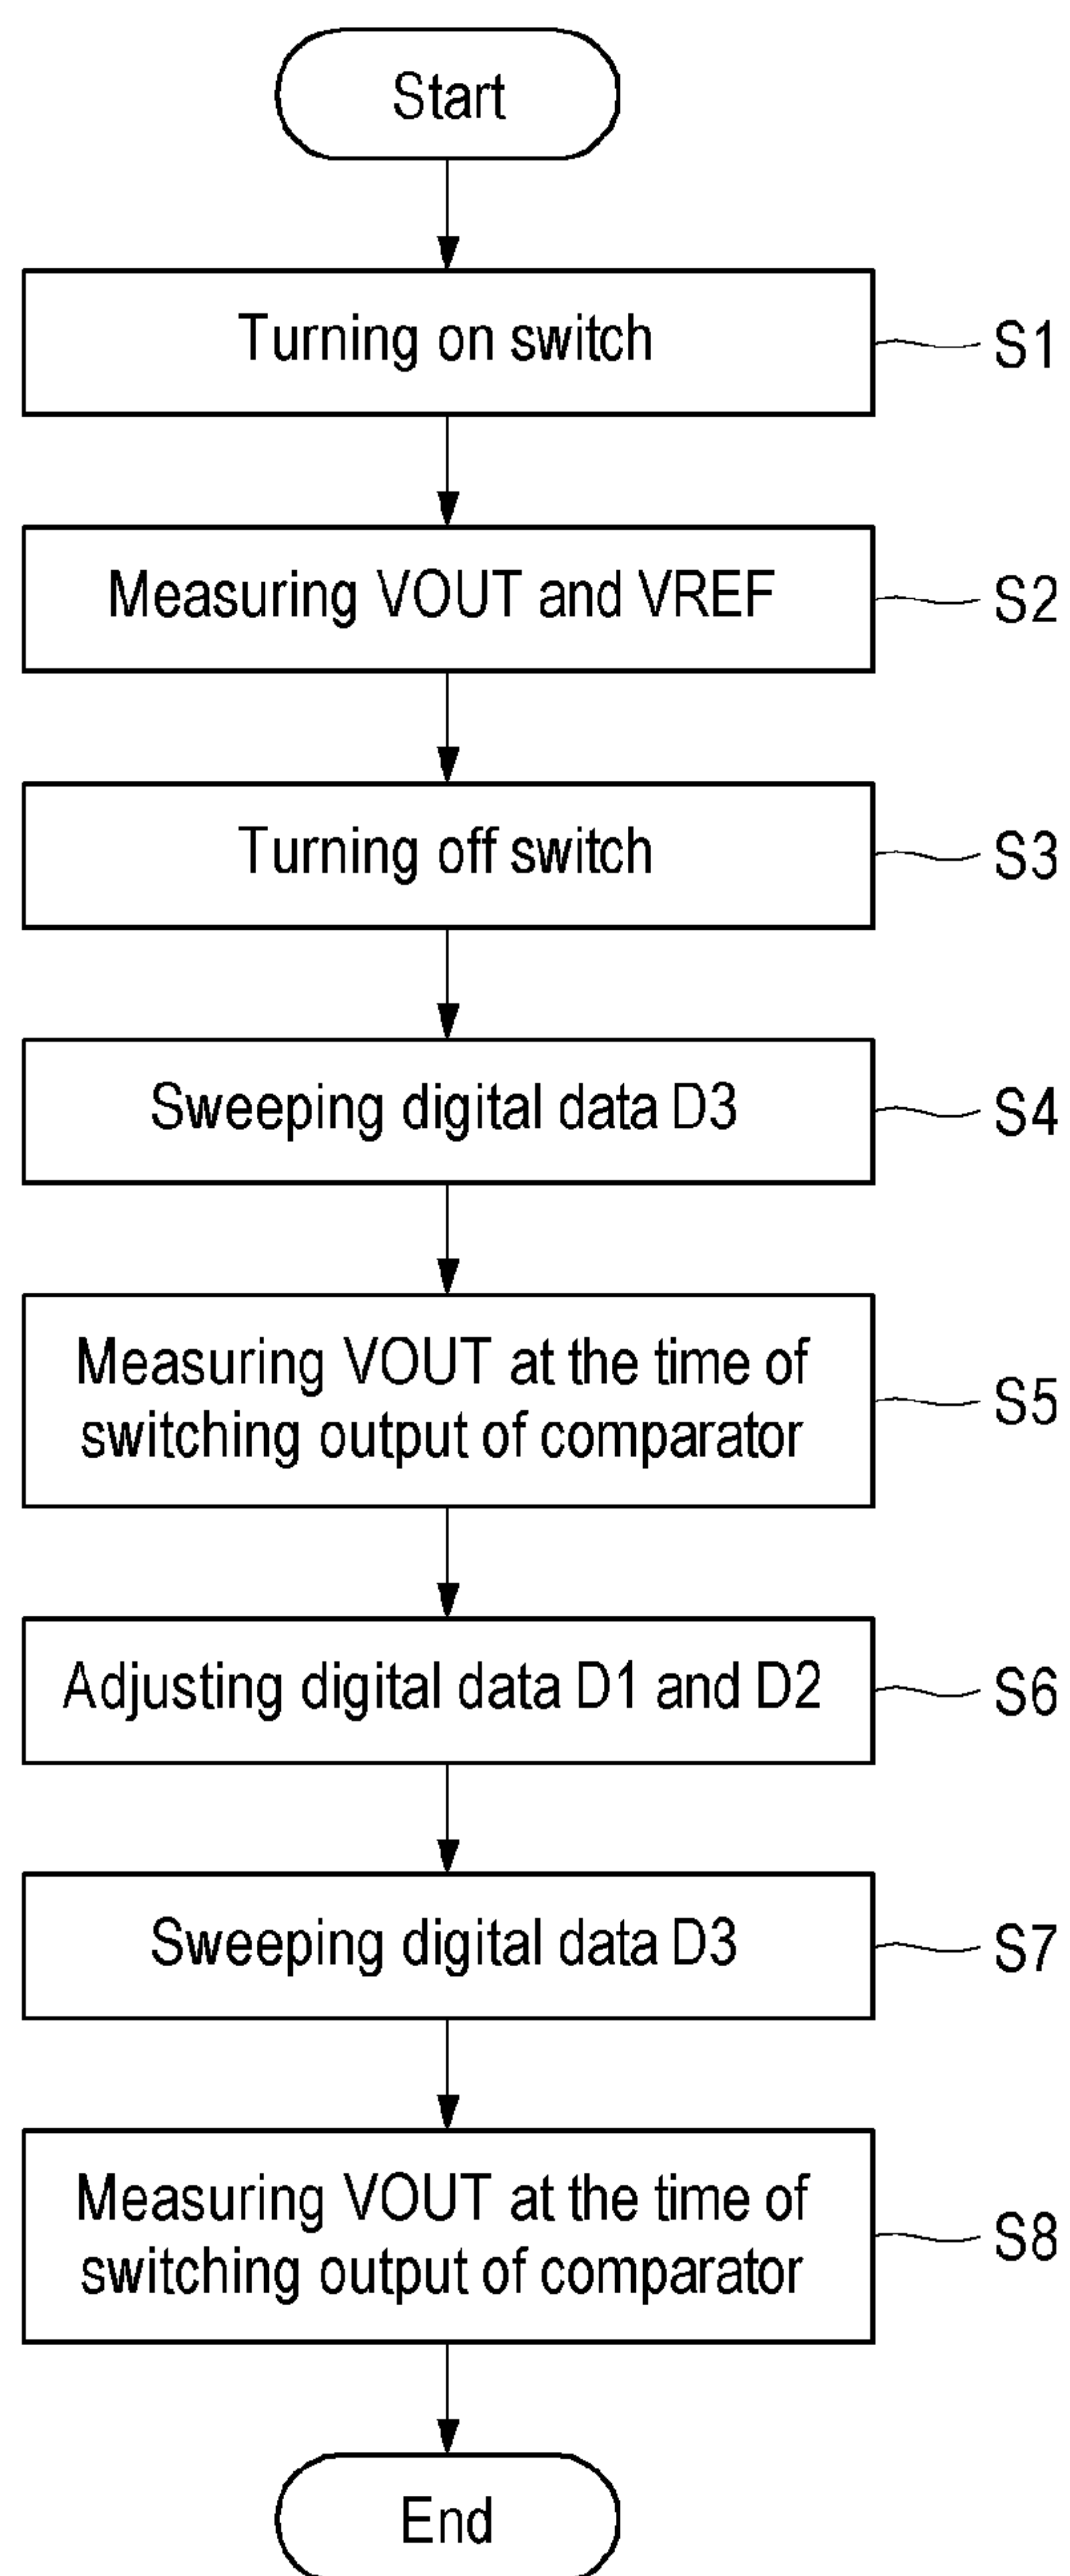 Start
Turning on switch
S1
Measuring VOUT and VREF
S2
Turning off switch
S3
Sweeping digital data D3
S4
Measuring VOUT at the time of
switching output of comparator
S5
Adjusting digital data D1 and D2
S6
Sweeping digital data D3
S7
Measuring VOUT at the time of
switching output of comparator
S8
End